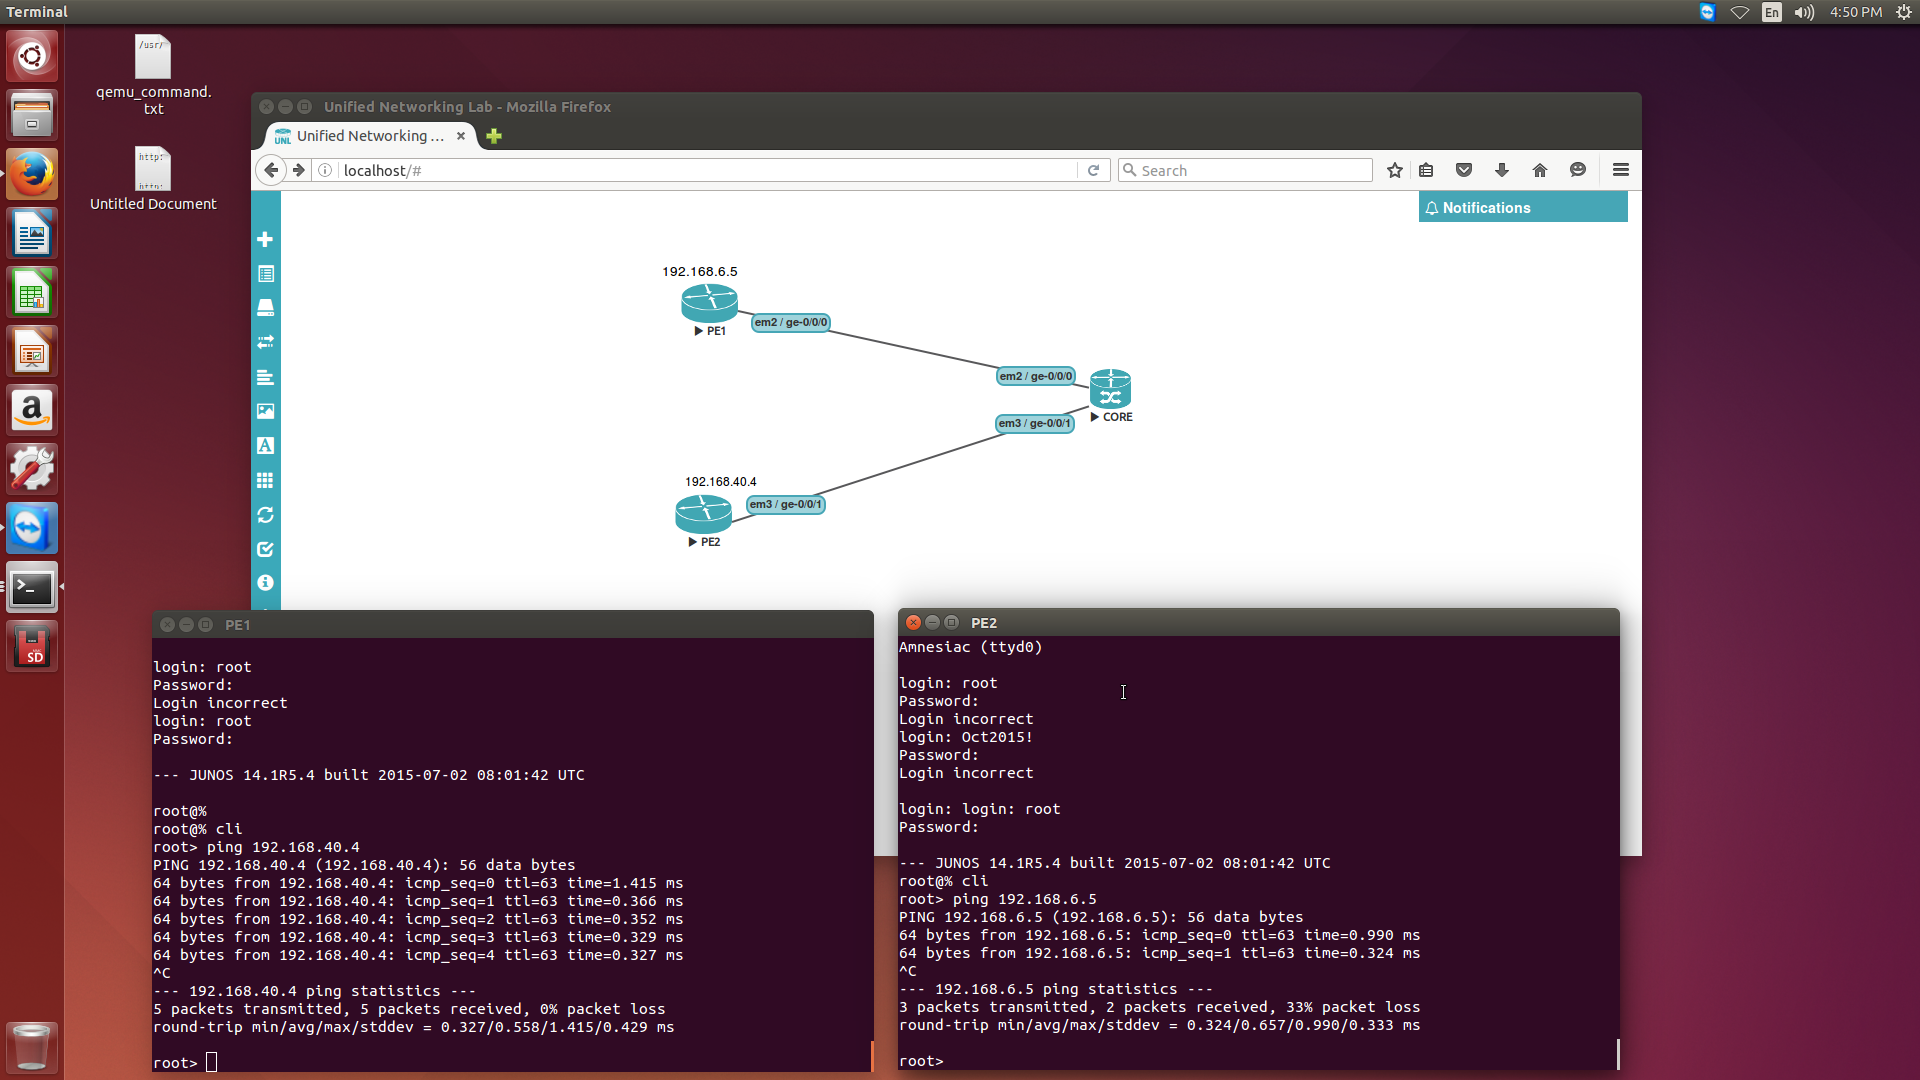 Terminal
En
4:50 PM
/usr/
qemu_command.
txt
http:
http:
Untitled Document
Unified Networking Lab - Mozilla Firefox
UNL
Unified Networking ...
localhost/#
Search
Notifications
192.168.6.5
PE1
em2 / ge-0/0/0
em2 / ge-0/0/0
CORE
em3 / ge-0/0/1
192.168.40.4
em3 / ge-0/0/1
PE2
A
a
SD
PE1
login: root
Password:
Login incorrect
login: root
Password:
--- JUNOS 14.1R5.4 built 2015-07-02 08:01:42 UTC
root@%
root@% cli
root> ping 192.168.40.4
PING 192.168.40.4 (192.168.40.4): 56 data bytes
64 bytes from 192.168.40.4: icmp_seq=0 ttl=63 time=1.415 ms
64 bytes from 192.168.40.4: icmp_seq=1 ttl=63 time=0.366 ms
64 bytes from 192.168.40.4: icmp_seq=2 ttl=63 time=0.352 ms
64 bytes from 192.168.40.4: icmp_seq=3 ttl=63 time=0.329 ms
64 bytes from 192.168.40.4: icmp_seq=4 ttl=63 time=0.327 ms
^C
--- 192.168.40.4 ping statistics ---
5 packets transmitted, 5 packets received, 0% packet loss
round-trip min/avg/max/stddev = 0.327/0.558/1.415/0.429 ms
root>
PE2
Amnesiac (ttyd0)
login: root
Password:
Login incorrect
login: Oct2015!
Password:
Login incorrect
login: login: root
Password:
--- JUNOS 14.1R5.4 built 2015-07-02 08:01:42 UTC
root@% cli
root> ping 192.168.6.5
PING 192.168.6.5 (192.168.6.5): 56 data bytes
64 bytes from 192.168.6.5: icmp_seq=0 ttl=63 time=0.990 ms
64 bytes from 192.168.6.5: icmp_seq=1 ttl=63 time=0.324 ms
^C
--- 192.168.6.5 ping statistics ---
3 packets transmitted, 2 packets received, 33% packet loss
round-trip min/avg/max/stddev = 0.324/0.657/0.990/0.333 ms
root>